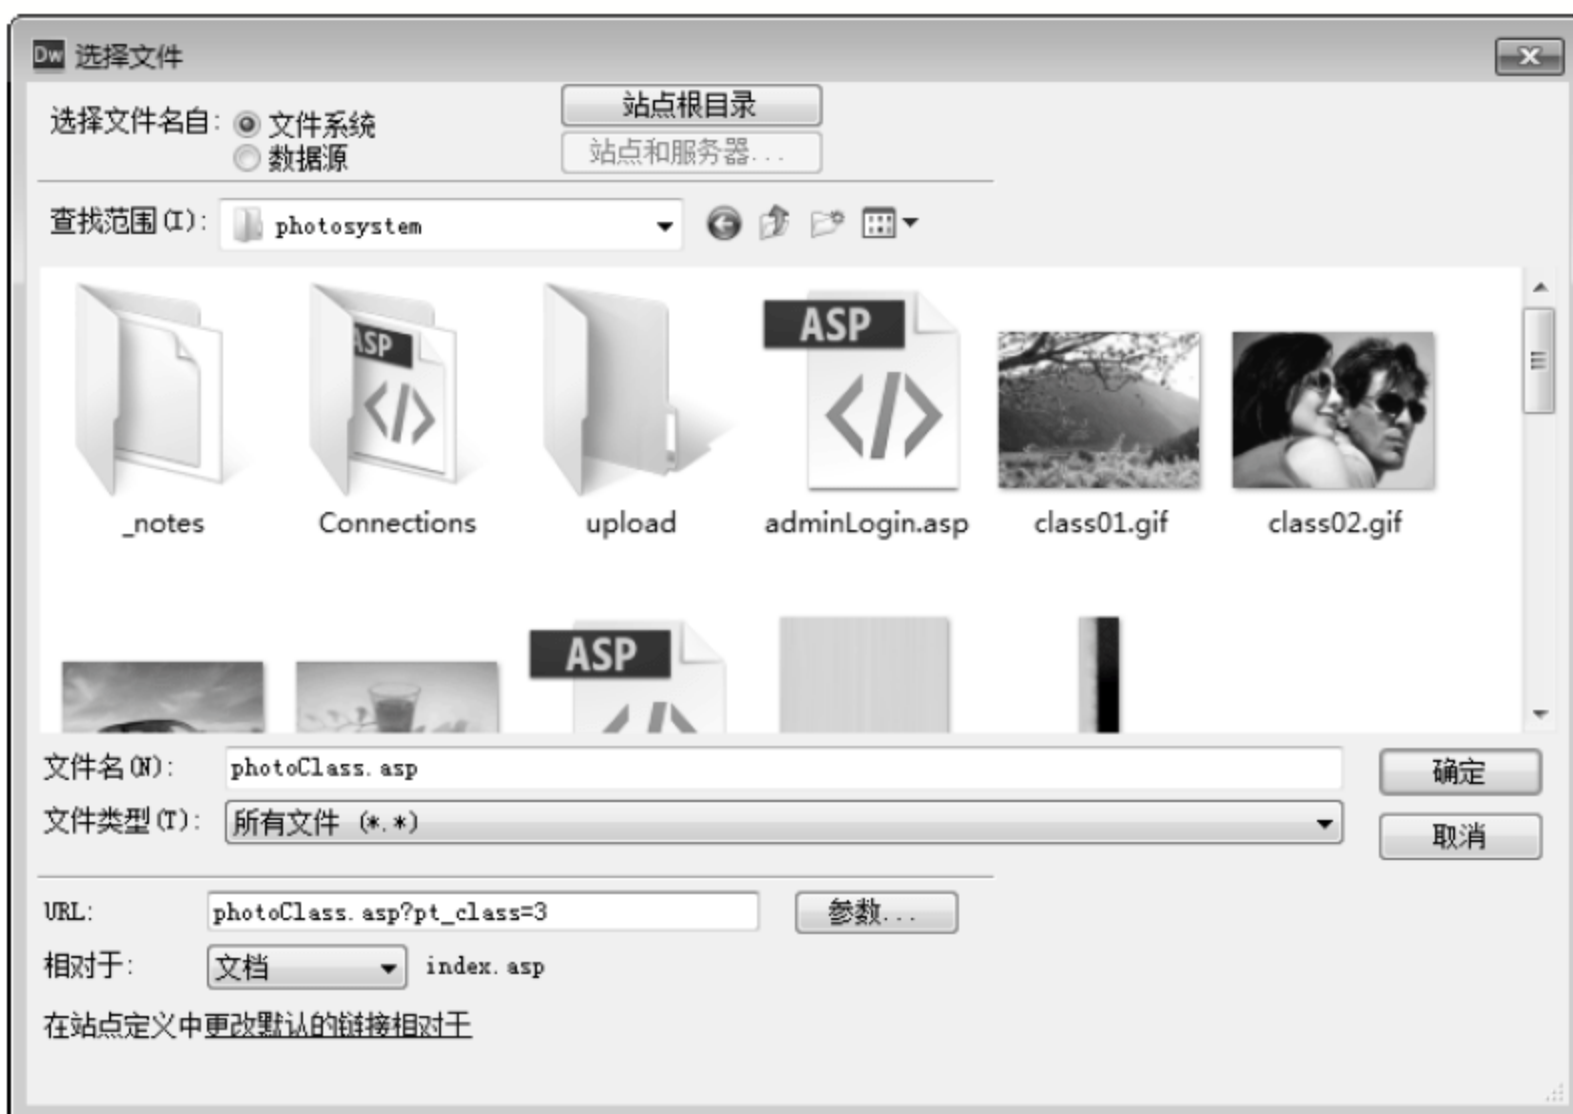 Dw 选择文件
选择文件名自: 文件系统
数据源
站点根目录
站点和服务器...
查找范围(I): photosystem
ASP
ASP
_notes Connections upload adminLogin.asp class01.gif class02.gif
ASP
文件名(N): photoClass.asp 确定
文件类型(T): 所有文件 (*.*) 取消
URL: photoClass.asp?pt_class=3 参数...
相对于: 文档 index.asp
在站点定义中更改默认的链接相对于